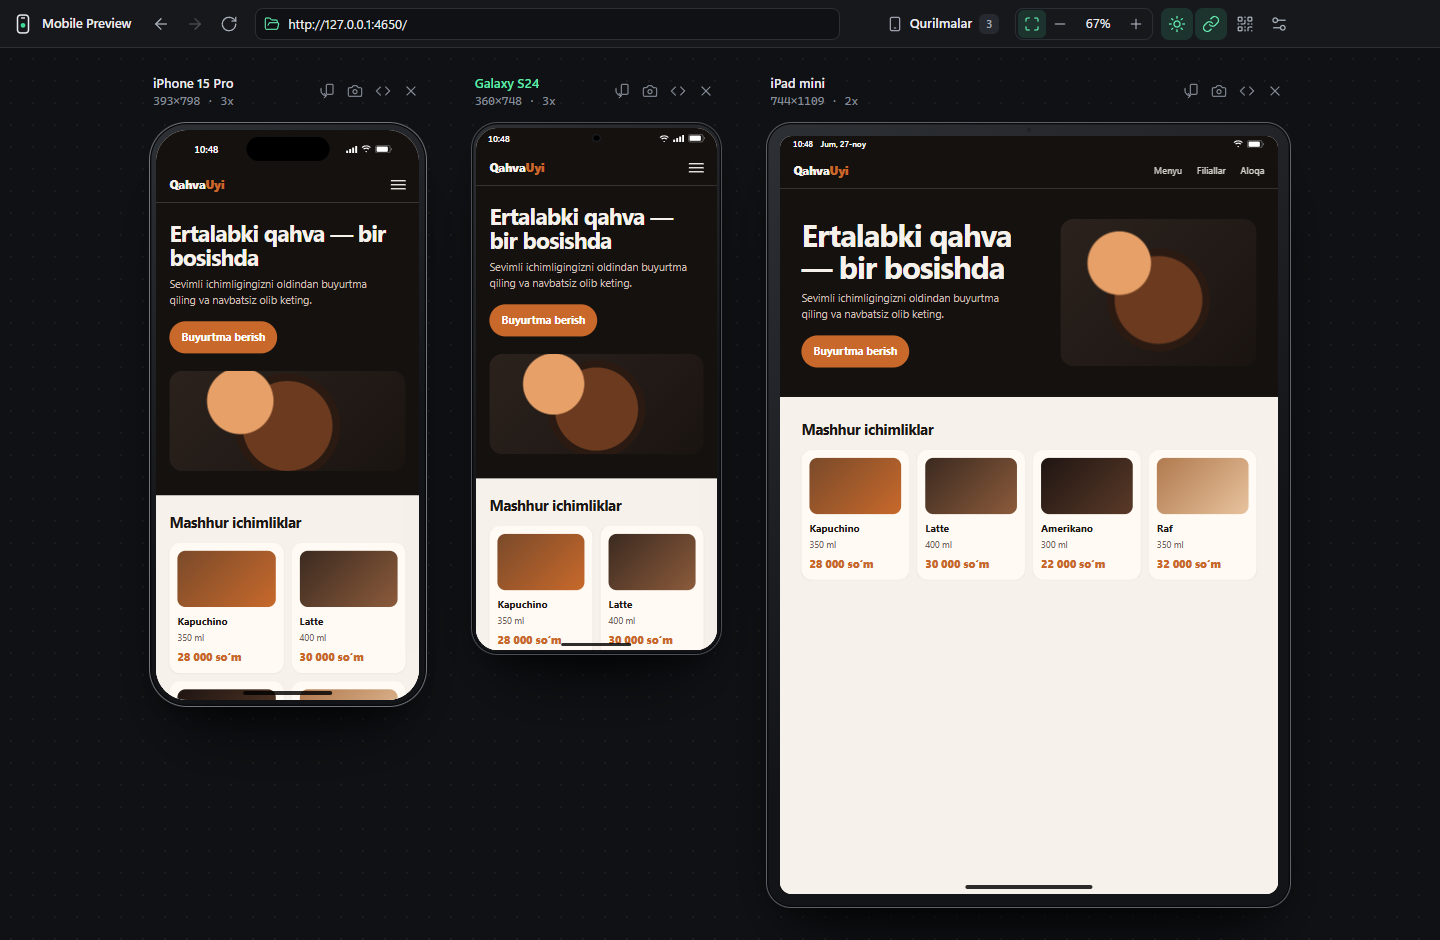 Mobile Preview
http://127.0.0.1:4650/
Qurilmalar 3
67%
iPhone 15 Pro
393×798 · 3x
10:48
QahvaUyi
Ertalabki qahva — bir
bosishda
Sevimli ichimligingizni oldindan buyurtma
qiling va navbatsiz olib keting.
Buyurtma berish
Mashhur ichimliklar
Kapuchino
350 ml
28 000 so'm
Latte
400 ml
30 000 so'm
Galaxy S24
360×748 · 3x
10:48
QahvaUyi
Ertalabki qahva —
bir bosishda
Sevimli ichimligingizni oldindan buyurtma
qiling va navbatsiz olib keting.
Buyurtma berish
Mashhur ichimliklar
Kapuchino
350 ml
28 000 so'm
Latte
400 ml
30 000 so'm
iPad mini
744×1109 · 2x
10:48 Jum, 27-noy
QahvaUyi
Menyu Filiallar Aloqa
Ertalabki qahva
— bir bosishda
Sevimli ichimligingizni oldindan buyurtma
qiling va navbatsiz olib keting.
Buyurtma berish
Mashhur ichimliklar
Kapuchino
350 ml
28 000 so'm
Latte
400 ml
30 000 so'm
Amerikano
300 ml
22 000 so'm
Raf
350 ml
32 000 so'm